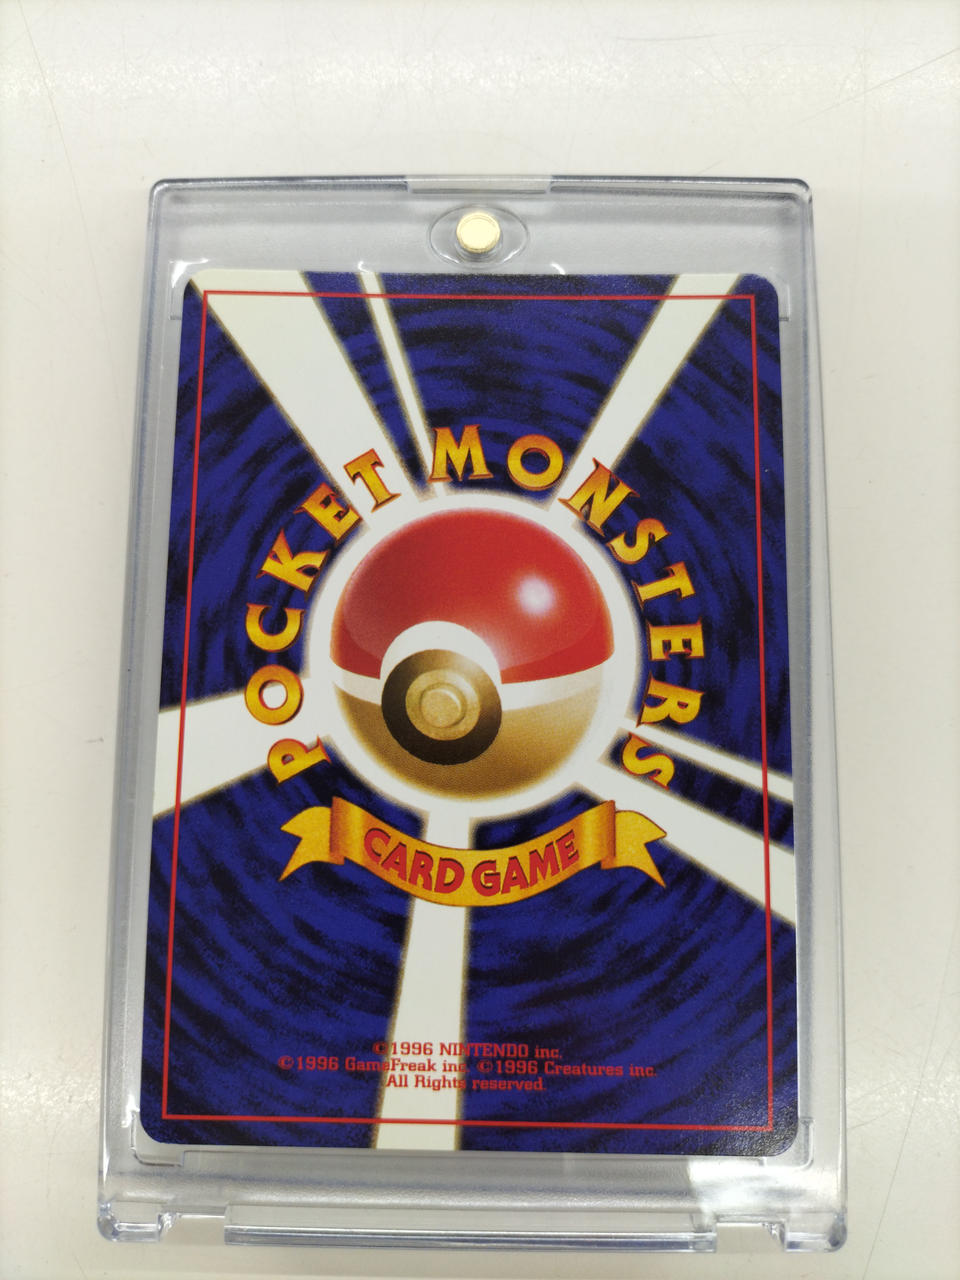 POCKET MONSTERS
CARD GAME
©1996 NINTENDO inc.
©1996 GameFreak inc. ©1996 Creatures inc.
All Rights reserved.